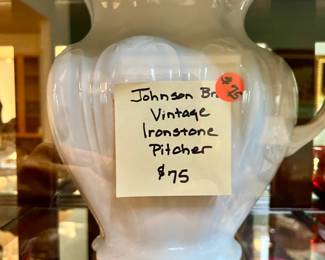 Johnson Br
Vintage
Ironstone
Pitcher
$75